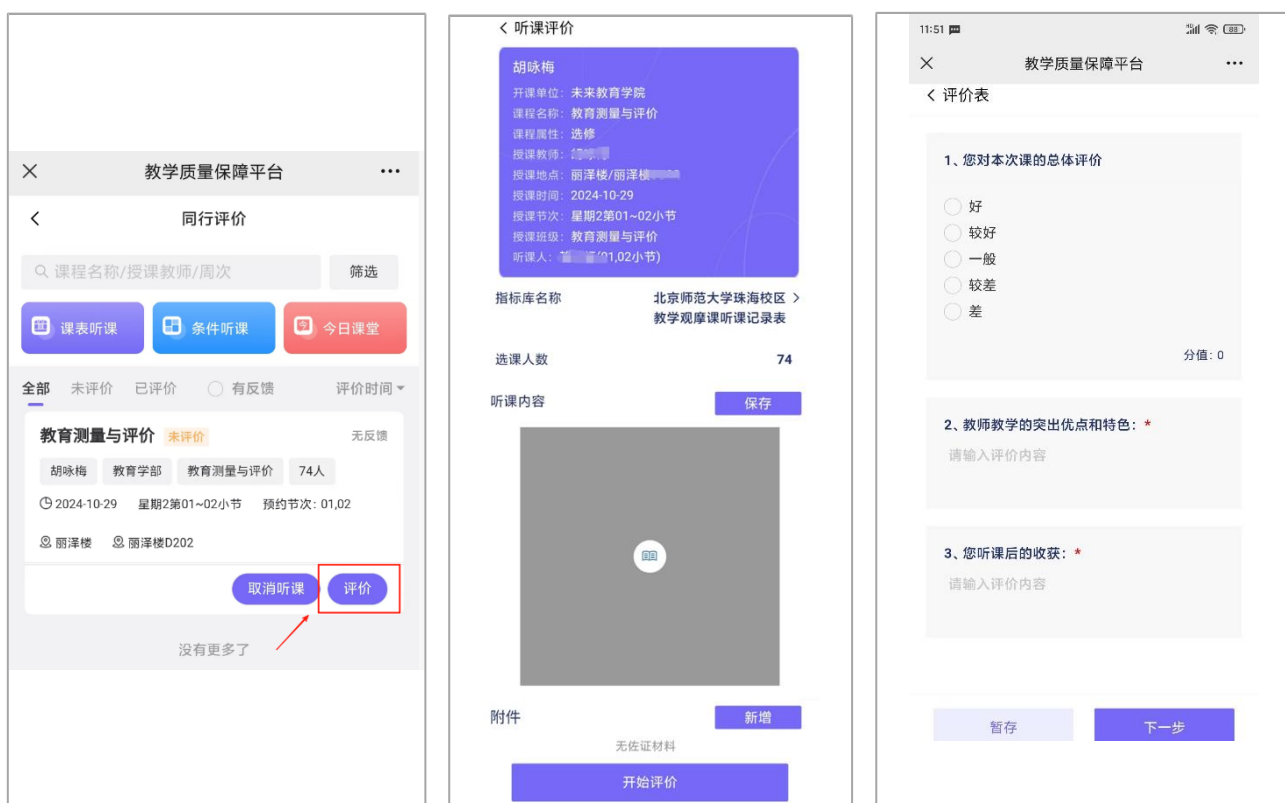 教学质量保障平台
同行评价
课程名称/授课教师/周次
筛选
课表听课
条件听课
今
今日课堂
全部 未评价 已评价 有反馈 评价时间
教育测量与评价 未评价 无反馈
胡咏梅 教育学部 教育测量与评价 74人
2024-10-29 星期2第01~02小节 预约节次: 01,02
丽泽楼 丽泽楼D202
取消听课 评价
没有更多了
听课评价
胡咏梅
开课单位: 未来教育学院
课程名称: 教育测量与评价
课程属性: 选修
授课教师:
授课地点: 丽泽楼/丽泽楼
授课时间: 2024-10-29
授课节次: 星期2第01~02小节
授课班级: 教育测量与评价
听课人: 01,02小节)
指标库名称 北京师范大学珠海校区
教学观摩课听课记录表
选课人数 74
听课内容 保存
附件 新增
无佐证材料
开始评价
11:51 88
教学质量保障平台
评价表
1、您对本次课的总体评价
好
较好
一般
较差
差
分值: 0
2、教师教学的突出优点和特色: *
请输入评价内容
3、您听课后的收获: *
请输入评价内容
暂存 下一步